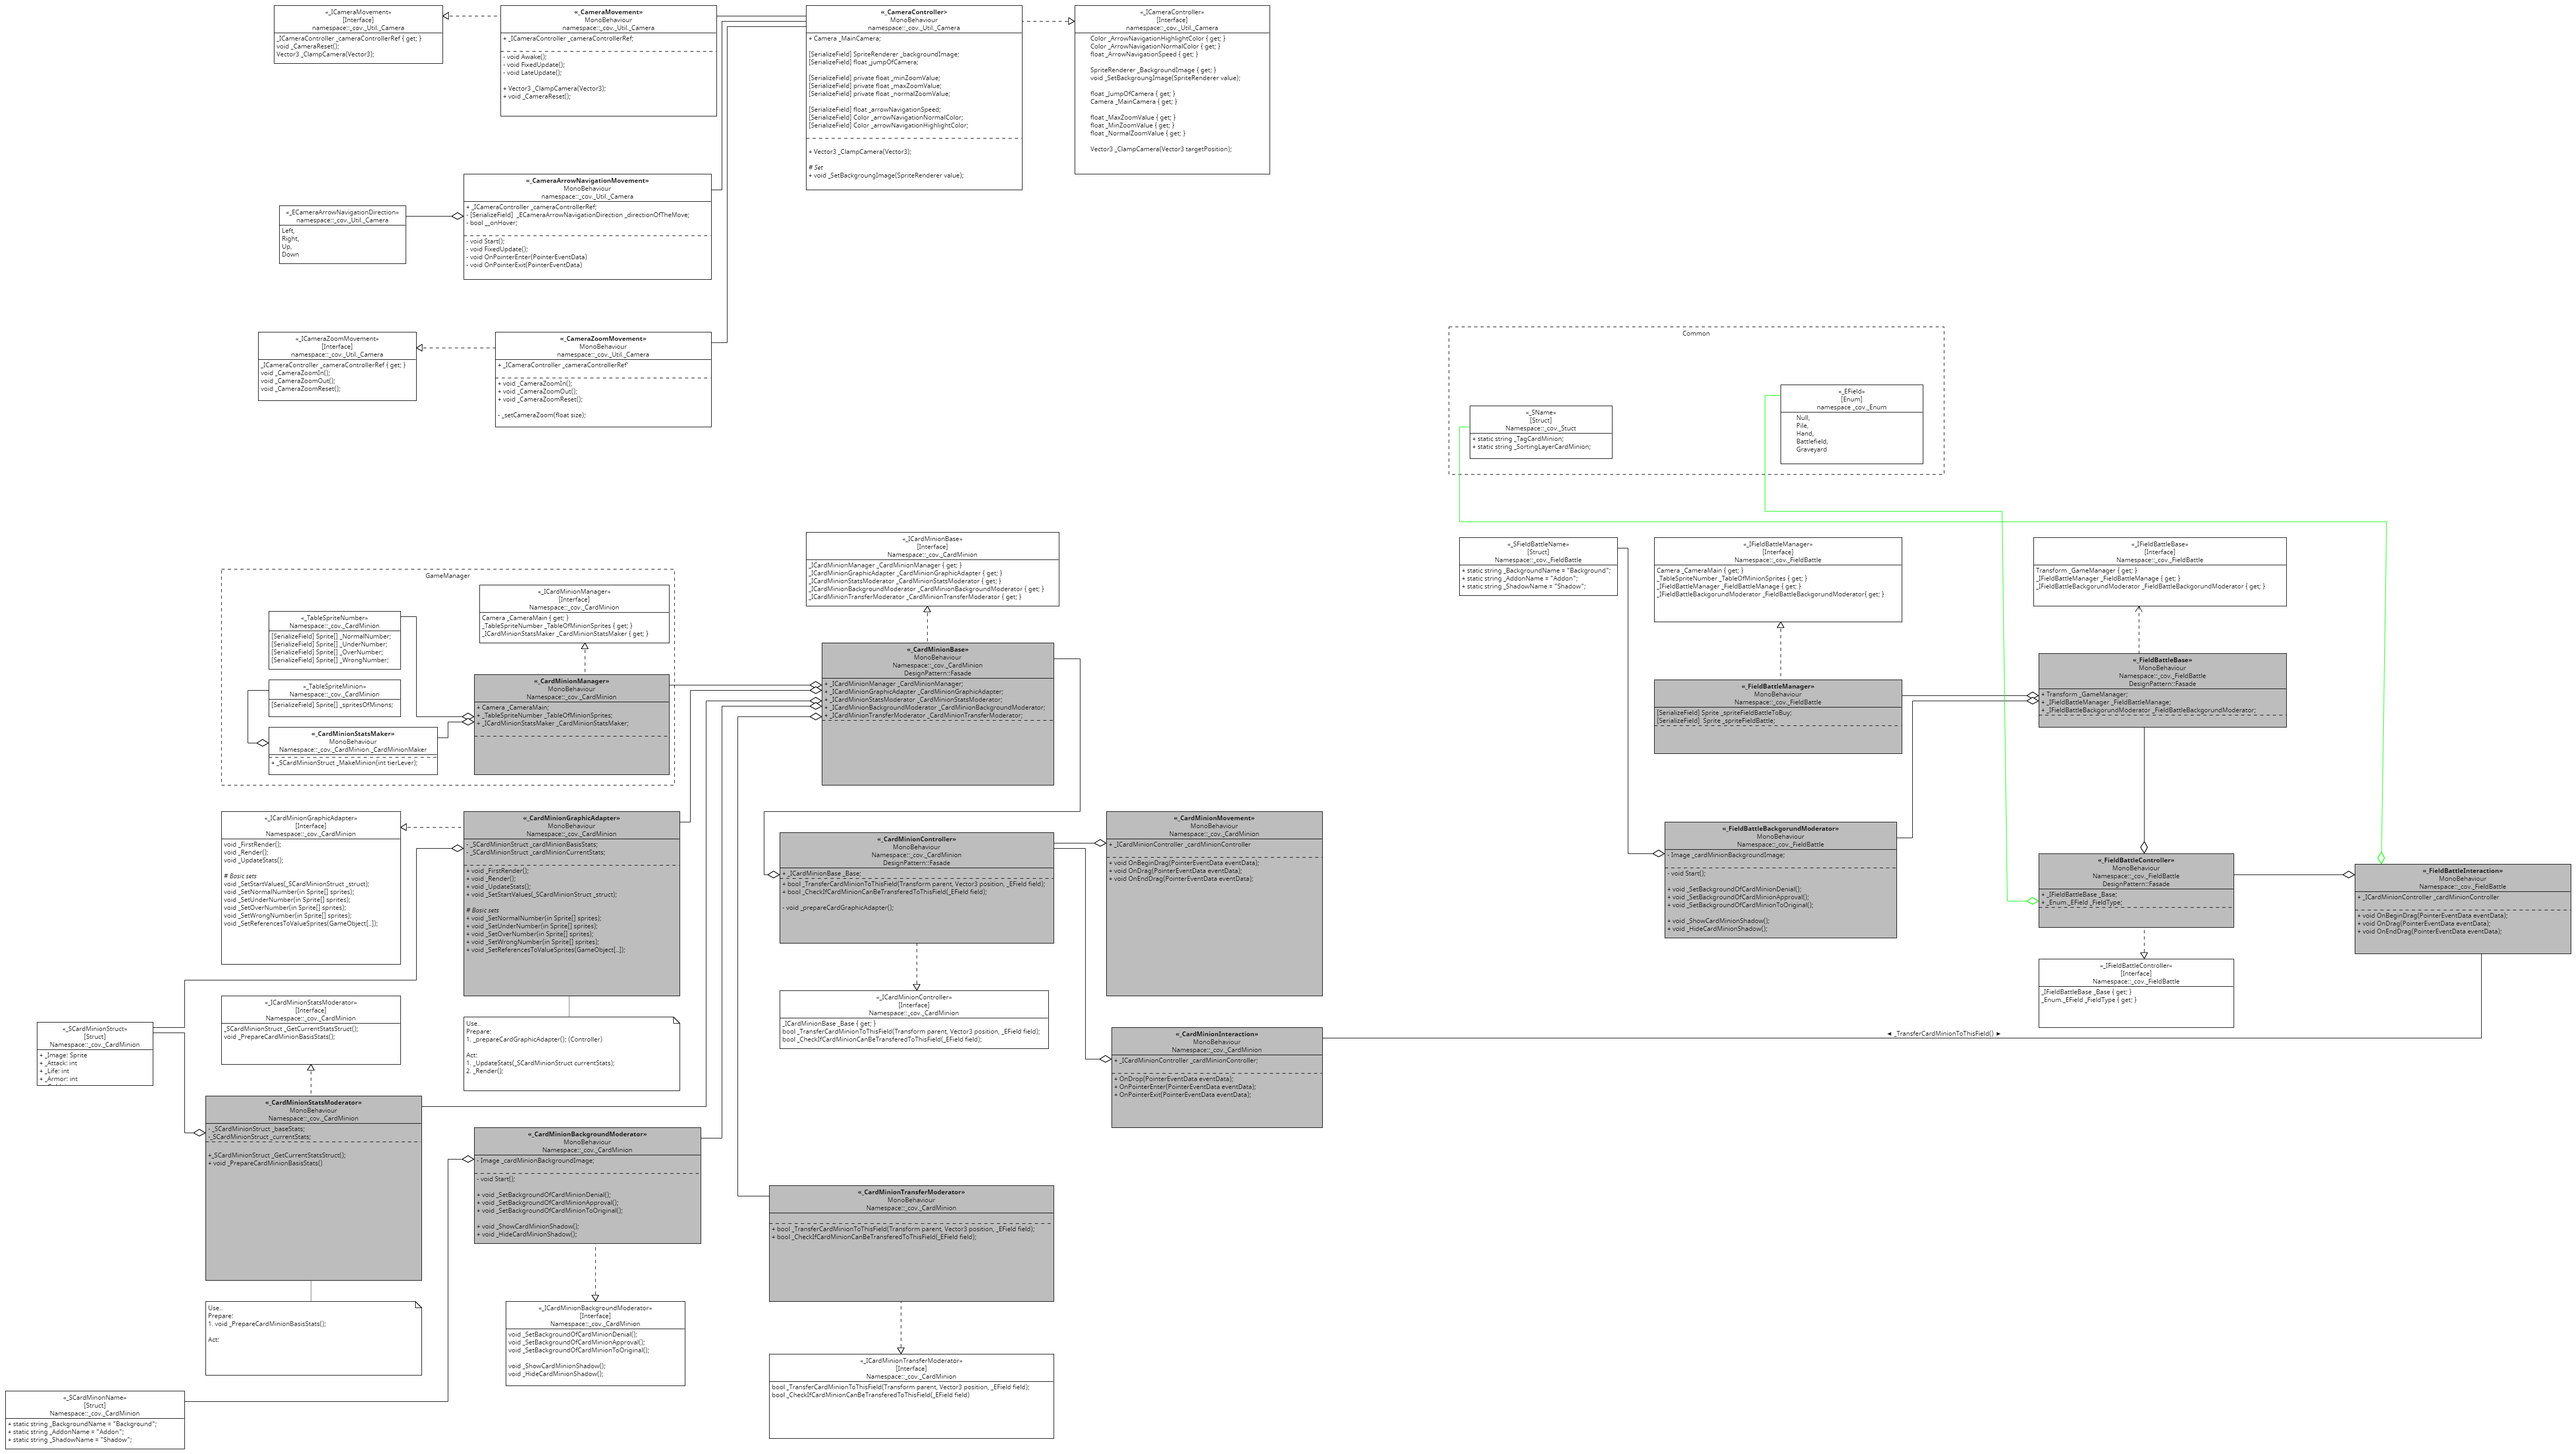 «_ICameraMovement»
[Interface]
namespace::_cov._Util._Camera
_ICameraController _cameraControllerRef { get; }
void _CameraReset();
Vector3 _ClampCamera(Vector3);
«_CameraMovement»
MonoBehaviour
namespace::_cov._Util._Camera
+ _ICameraController _cameraControllerRef;
- void Awake();
- void FixedUpdate();
- void LateUpdate();
+ Vector3 _ClampCamera(Vector3);
+ void _CameraReset();
«_CameraController>
MonoBehaviour
namespace::_cov._Util._Camera
+ Camera _MainCamera;
[SerializeField] SpriteRenderer _backgroundImage;
[SerializeField] float _jumpOfCamera;
[SerializeField] private float _minZoomValue;
[SerializeField] private float _maxZoomValue;
[SerializeField] private float _normalZoomValue;
[SerializeField] float _arrowNavigationSpeed;
[SerializeField] Color _arrowNavigationNormalColor;
[SerializeField] Color _arrowNavigationHighlightColor;
+ Vector3 _ClampCamera(Vector3);
# Set
+ void _SetBackgroungImage(SpriteRenderer value);
«_ICameraController»
[Interface]
namespace::_cov._Util._Camera
Color _ArrowNavigationHighlightColor { get; }
Color _ArrowNavigationNormalColor { get; }
float _ArrowNavigationSpeed { get; }
SpriteRenderer _BackgroundImage { get; }
void _SetBackgroungImage(SpriteRenderer value);
float _JumpOfCamera { get; }
Camera _MainCamera { get; }
float _MaxZoomValue { get; }
float _MinZoomValue { get; }
float _NormalZoomValue { get; }
Vector3 _ClampCamera(Vector3 targetPosition);
«_ECameraArrowNavigationDirection»
namespace::_cov._Util._Camera
Left,
Right,
Up,
Down
«_CameraArrowNavigationMovement»
MonoBehaviour
namespace::_cov._Util._Camera
+ _ICameraController _cameraControllerRef;
- [SerializeField] _ECameraArrowNavigationDirection _directionOfTheMove;
- bool __onHover;
- void Start();
- void FixedUpdate();
- void OnPointerEnter(PointerEventData)
- void OnPointerExit(PointerEventData)
«_ICameraZoomMovement»
[Interface]
namespace::_cov._Util._Camera
_ICameraController _cameraControllerRef { get; }
void _CameraZoomIn();
void _CameraZoomOut();
void _CameraZoomReset();
«_CameraZoomMovement»
MonoBehaviour
namespace::_cov._Util._Camera
+ _ICameraController _cameraControllerRef'
+ void _CameraZoomIn();
+ void _CameraZoomOut();
+ void _CameraZoomReset();
- _setCameraZoom(float size);
Common
«_SName»
[Struct]
Namespace::_cov._Stuct
+ static string _TagCardMinion;
+ static string _SortingLayerCardMinion;
«_EField»
[Enum]
namespace _cov._Enum
Null,
Pile,
Hand,
Battlefield,
Graveyard
GameManager
«_TableSpriteNumber»
Namespace::_cov._CardMinion
[SerializeField] Sprite[] _NormalNumber;
[SerializeField] Sprite[] _UnderNumber;
[SerializeField] Sprite[] _OverNumber;
[SerializeField] Sprite[] _WrongNumber;
«_TableSpriteMinion»
Namespace::_cov._CardMinion
[SerializeField] Sprite[] _spritesOfMinons;
«_CardMinionStatsMaker»
MonoBehaviour
Namespace::_cov._CardMinion._CardMinionMaker
+ _SCardMinionStruct _MakeMinion(int tierLever);
«_ICardMinionManager»
[Interface]
Namespace::_cov._CardMinion
Camera _CameraMain { get; }
_TableSpriteNumber _TableOfMinionSprites { get; }
_ICardMinionStatsMaker _CardMinionStatsMaker { get; }
«_CardMinionManager»
MonoBehaviour
Namespace::_cov._CardMinion
+ Camera _CameraMain;
+ _TableSpriteNumber _TableOfMinionSprites;
+ _ICardMinionStatsMaker _CardMinionStatsMaker;
«_ICardMinionBase»
[Interface]
Namespace::_cov._CardMinion
_ICardMinionManager _CardMinionManager { get; }
_ICardMinionGraphicAdapter _CardMinionGraphicAdapter { get; }
_ICardMinionStatsModerator _CardMinionStatsModerator { get; }
_ICardMinionBackgroundModerator _CardMinionBackgroundModerator { get; }
_ICardMinionTransferModerator _CardMinionTransferModerator { get; }
«_CardMinionBase»
MonoBehaviour
Namespace::_cov._CardMinion
DesignPattern::Fasade
+ _ICardMinionManager _CardMinionManager;
+ _ICardMinionGraphicAdapter _CardMinionGraphicAdapter;
+ _ICardMinionStatsModerator _CardMinionStatsModerator;
+ _ICardMinionBackgroundModerator _CardMinionBackgroundModerator;
+ _ICardMinionTransferModerator _CardMinionTransferModerator;
«_SFieldBattleName»
[Struct]
Namespace::_cov._FieldBattle
+ static string _BackgroundName = "Background";
+ static string _AddonName = "Addon";
+ static string _ShadowName = "Shadow";
«_IFieldBattleManager»
[Interface]
Namespace::_cov._FieldBattle
Camera _CameraMain { get; }
_TableSpriteNumber _TableOfMinionSprites { get; }
_IFieldBattleManager _FieldBattleManage { get; }
_IFieldBattleBackgorundModerator _FieldBattleBackgorundModerator{ get; }
«_IFieldBattleBase»
[Interface]
Namespace::_cov._FieldBattle
Transform _GameManager { get; }
_IFieldBattleManager _FieldBattleManage { get; }
_IFieldBattleBackgorundModerator _FieldBattleBackgorundModerator { get; }
«_FieldBattleManager»
MonoBehaviour
Namespace::_cov._FieldBattle
[SerializeField] Sprite _spriteFieldBattleToBuy;
[SerializeField] Sprite _spriteFieldBattle;
«_FieldBattleBase»
MonoBehaviour
Namespace::_cov._FieldBattle
DesignPattern::Fasade
+ Transform _GameManager;
+ _IFieldBattleManager _FieldBattleManage;
+ _IFieldBattleBackgorundModerator _FieldBattleBackgorundModerator;
«_ICardMinionGraphicAdapter»
[Interface]
Namespace::_cov._CardMinion
void _FirstRender();
void _Render();
void _UpdateStats();
# Basic sets
void _SetStartValues(_SCardMinionStruct _struct);
void _SetNormalNumber(in Sprite[] sprites);
void _SetUnderNumber(in Sprite[] sprites);
void _SetOverNumber(in Sprite[] sprites);
void _SetWrongNumber(in Sprite[] sprites);
void _SetReferencesToValueSprites(GameObject[..]);
«_CardMinionGraphicAdapter»
MonoBehaviour
Namespace::_cov._CardMinion
- _SCardMinionStruct _cardMinionBasisStats;
- _SCardMinionStruct _cardMinionCurrentStats;
+ void _FirstRender();
+ void _Render();
+ void _UpdateStats();
+ void _SetStartValues(_SCardMinionStruct _struct);
# Basic sets
+ void _SetNormalNumber(in Sprite[] sprites);
+ void _SetUnderNumber(in Sprite[] sprites);
+ void _SetOverNumber(in Sprite[] sprites);
+ void _SetWrongNumber(in Sprite[] sprites);
+ void _SetReferencesToValueSprites(GameObject[..]);
«_CardMinionController»
MonoBehaviour
Namespace::_cov._CardMinion
DesignPattern::Fasade
+ _ICardMinionBase _Base;
+ bool _TransferCardMinionToThisField(Transform parent, Vector3 position, _EField field);
+ bool _CheckIfCardMinionCanBeTransferedToThisField(_EField field);
- void _prepareCardGraphicAdapter();
«_CardMinionMovement»
MonoBehaviour
Namespace::_cov._CardMinion
+ _ICardMinionController _cardMinionController
+ void OnBeginDrag(PointerEventData eventData);
+ void OnDrag(PointerEventData eventData);
+ void OnEndDrag(PointerEventData eventData);
«_FieldBattleBackgorundModerator»
MonoBehaviour
Namespace::_cov._FieldBattle
- Image _cardMinionBackgroundImage;
- void Start();
+ void _SetBackgroundOfCardMinionDenial();
+ void _SetBackgroundOfCardMinionApproval();
+ void _SetBackgroundOfCardMinionToOriginal();
+ void _ShowCardMinionShadow();
+ void _HideCardMinionShadow();
«_FieldBattleController»
MonoBehaviour
Namespace::_cov._FieldBattle
DesignPattern::Fasade
+ _IFieldBattleBase _Base;
+ _Enum._EField _FieldType;
«_FieldBattleInteraction»
MonoBehaviour
Namespace::_cov._FieldBattle
+ _ICardMinionController _cardMinionController
+ void OnBeginDrag(PointerEventData eventData);
+ void OnDrag(PointerEventData eventData);
+ void OnEndDrag(PointerEventData eventData);
«_IFieldBattleController»
[Interface]
Namespace::_cov._FieldBattle
_IFieldBattleBase _Base { get; }
_Enum._EField _FieldType { get; }
◄ _TransferCardMinionToThisField() ►
«_ICardMinionController»
[Interface]
Namespace::_cov._CardMinion
_ICardMinionBase _Base { get; }
bool _TransferCardMinionToThisField(Transform parent, Vector3 position, _EField field);
bool _CheckIfCardMinionCanBeTransferedToThisField(_EField field);
«_CardMinionInteraction»
MonoBehaviour
Namespace::_cov._CardMinion
+ _ICardMinionController _cardMinionController;
+ OnDrop(PointerEventData eventData);
+ OnPointerEnter(PointerEventData eventData);
+ OnPointerExit(PointerEventData eventData);
Use..
Prepare:
1. _prepareCardGraphicAdapter(); (Controller)
Act:
1. _UpdateStats(_SCardMinionStruct currentStats);
2. _Render();
«_ICardMinionStatsModerator»
[Interface]
Namespace::_cov._CardMinion
_SCardMinionStruct _GetCurrentStatsStruct();
void _PrepareCardMinionBasisStats();
«_SCardMinionStruct»
[Struct]
Namespace::_cov._CardMinion
+ _Image: Sprite
+ _Attack: int
+ _Life: int
+ _Armor: int
«_CardMinionStatsModerator»
MonoBehaviour
Namespace::_cov._CardMinion
- _SCardMinionStruct _baseStats;
-_SCardMinionStruct _currentStats;
+_SCardMinionStruct _GetCurrentStatsStruct();
+ void _PrepareCardMinionBasisStats()
«_CardMinionBackgroundModerator»
MonoBehaviour
Namespace::_cov._CardMinion
- Image _cardMinionBackgroundImage;
- void Start();
+ void _SetBackgroundOfCardMinionDenial();
+ void _SetBackgroundOfCardMinionApproval();
+ void _SetBackgroundOfCardMinionToOriginal();
+ void _ShowCardMinionShadow();
+ void _HideCardMinionShadow();
«_CardMinionTransferModerator»
MonoBehaviour
Namespace::_cov._CardMinion
+ bool _TransferCardMinionToThisField(Transform parent, Vector3 position, _EField field);
+ bool _CheckIfCardMinionCanBeTransferedToThisField(_EField field);
Use..
Prepare:
1. void _PrepareCardMinionBasisStats();
Act:
«_ICardMinionBackgroundModerator»
[Interface]
Namespace::_cov._CardMinion
void _SetBackgroundOfCardMinionDenial();
void _SetBackgroundOfCardMinionApproval();
void _SetBackgroundOfCardMinionToOriginal();
void _ShowCardMinionShadow();
void _HideCardMinionShadow();
«_ICardMinionTransferModerator»
[Interface]
Namespace::_cov._CardMinion
bool _TransferCardMinionToThisField(Transform parent, Vector3 position, _EField field);
bool _CheckIfCardMinionCanBeTransferedToThisField(_EField field)
«_SCardMinonName»
[Struct]
Namespace::_cov._CardMinion
+ static string _BackgroundName = "Background";
+ static string _AddonName = "Addon";
+ static string _ShadowName = "Shadow";